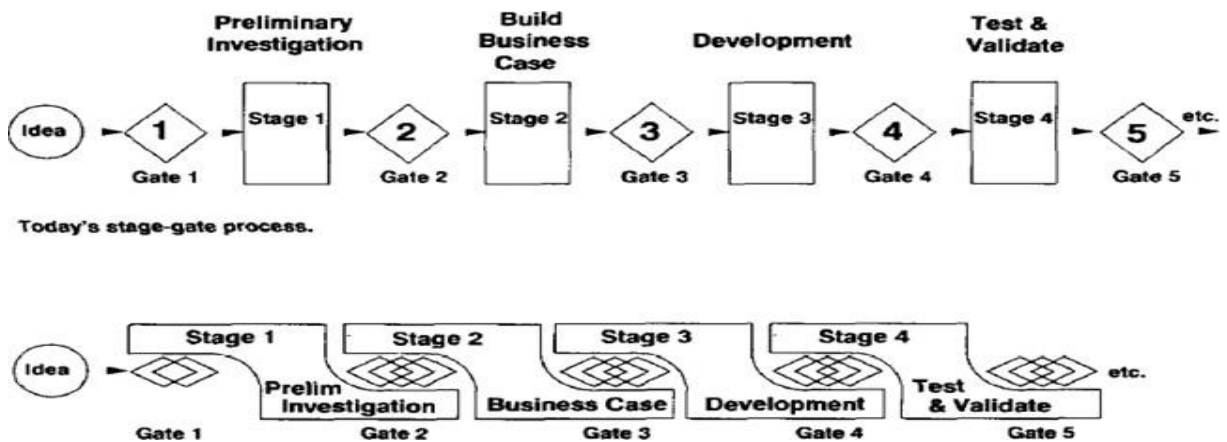 Preliminary
Investigation
Build
Business
Case
Development
Test &
Validate
Idea
1
Stage 1
2
Stage 2
3
Stage 3
4
Stage 4
5
etc.
Gate 1
Gate 2
Gate 3
Gate 4
Gate 5
Today's stage-gate process.
Stage 1
Stage 2
Stage 3
Stage 4
Idea
etc.
Prelim
Investigation
Business Case
Development
Test
& Validate
Gate 1
Gate 2
Gate 3
Gate 4
Gate 5